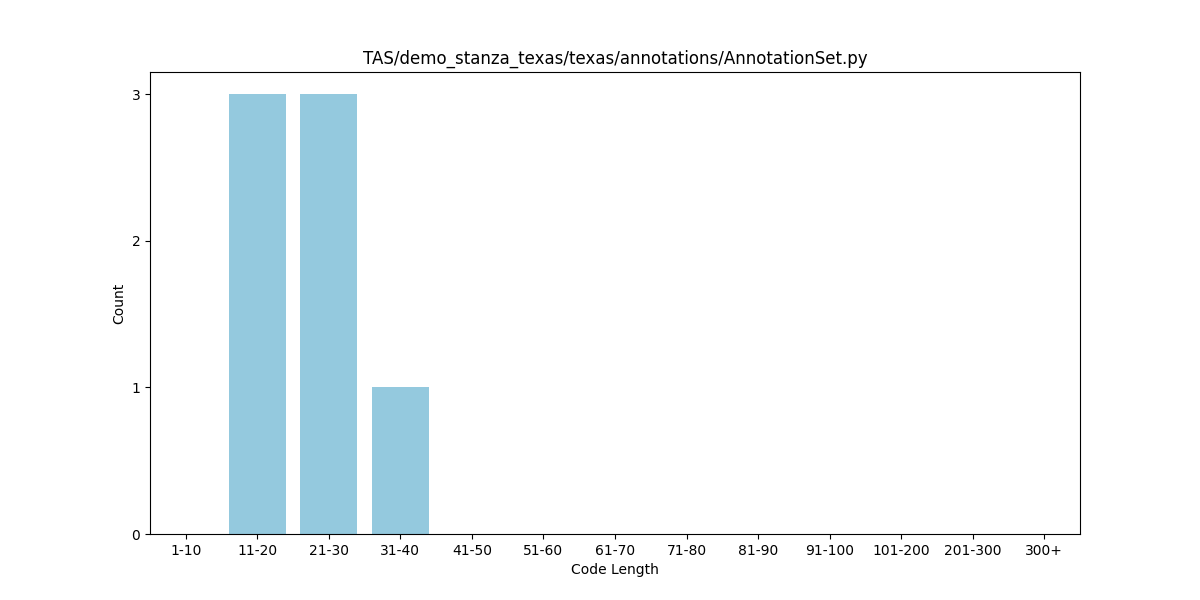 TAS/demo_stanza_texas/texas/annotations/AnnotationSet.py
3
2
1
0
Count
1-10 11-20 21-30 31-40 41-50 51-60 61-70 71-80 81-90 91-100 101-200 201-300 300+
Code Length